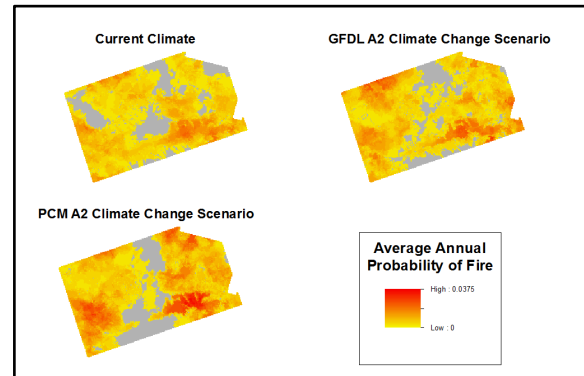 Current Climate
GFDL A2 Climate Change Scenario
PCM A2 Climate Change Scenario
Average Annual
Probability of Fire
High : 0.0375
Low : 0